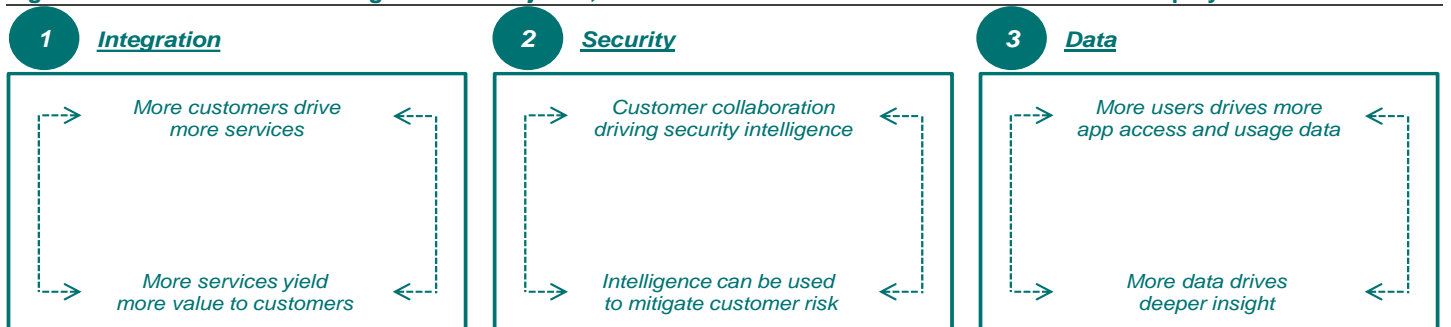 1 Integration
2 Security
3 Data
More customers drive
more services
Customer collaboration
driving security intelligence
More users drives more
app access and usage data
More services yield
more value to customers
Intelligence can be used
to mitigate customer risk
More data drives
deeper insight